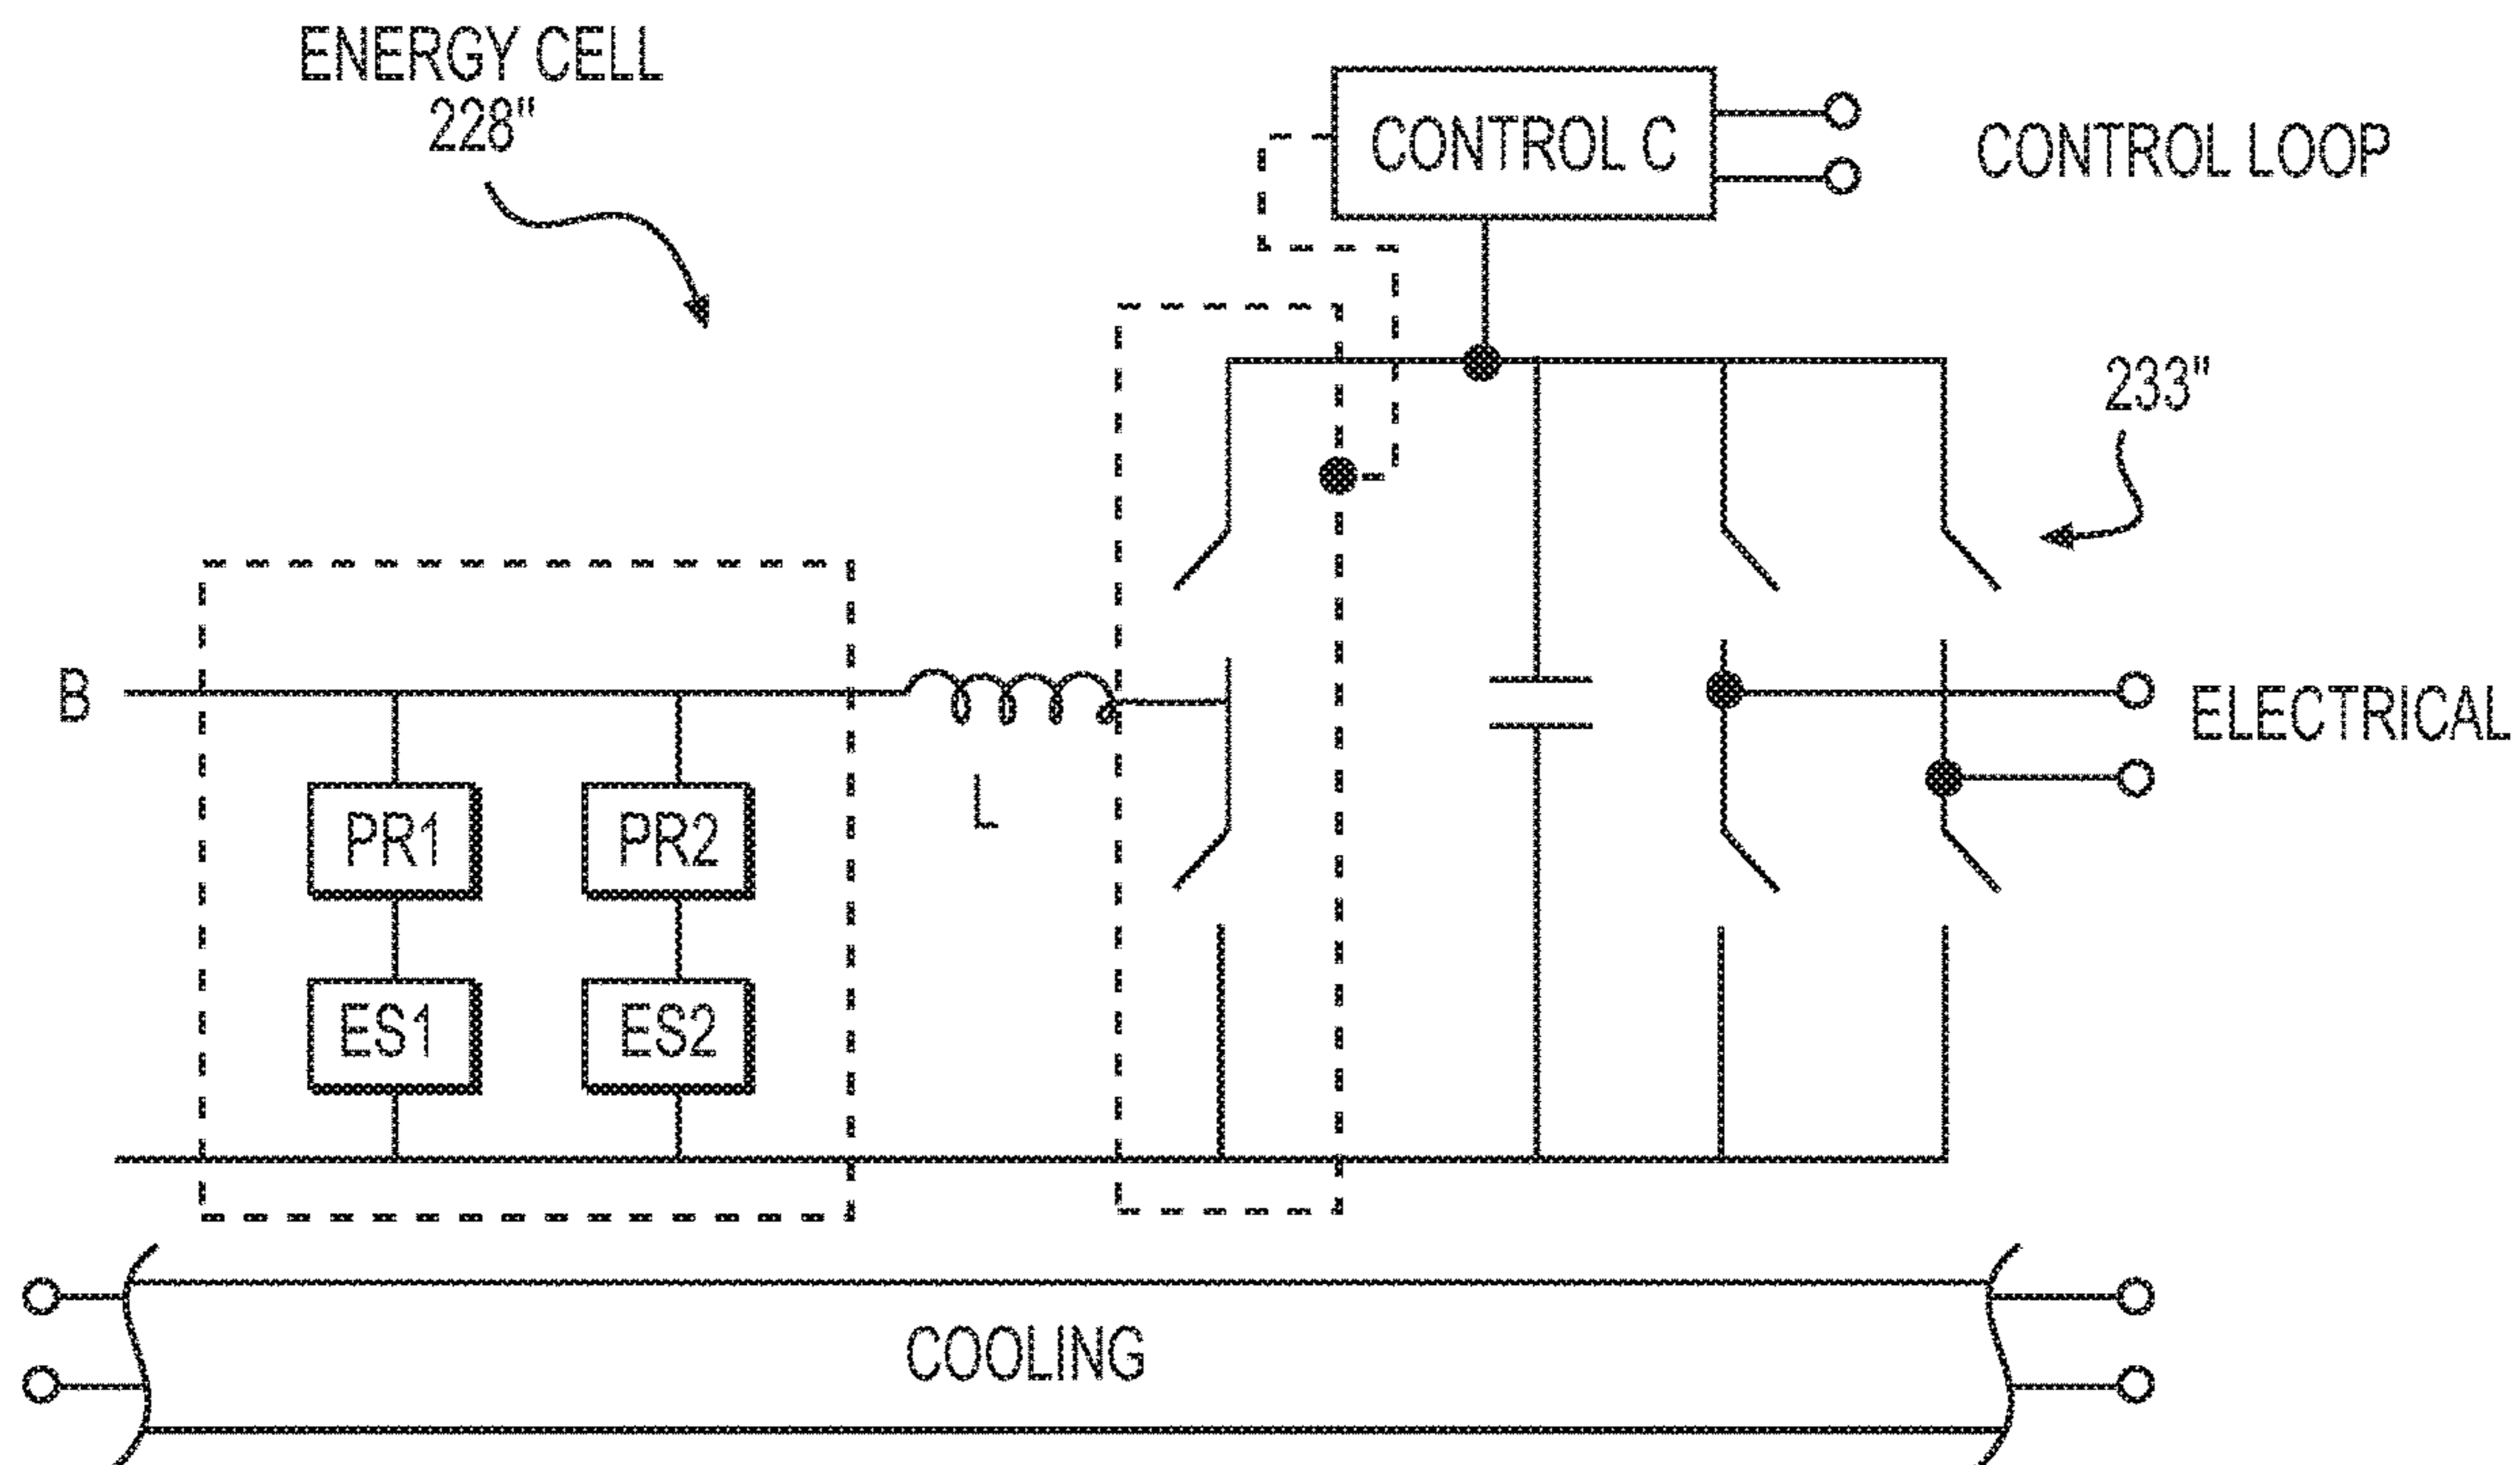 ENERGY CELL
228"
CONTROL C
CONTROL LOOP
233"
B
L
ELECTRICAL
PR1
PR2
ES1
ES2
COOLING